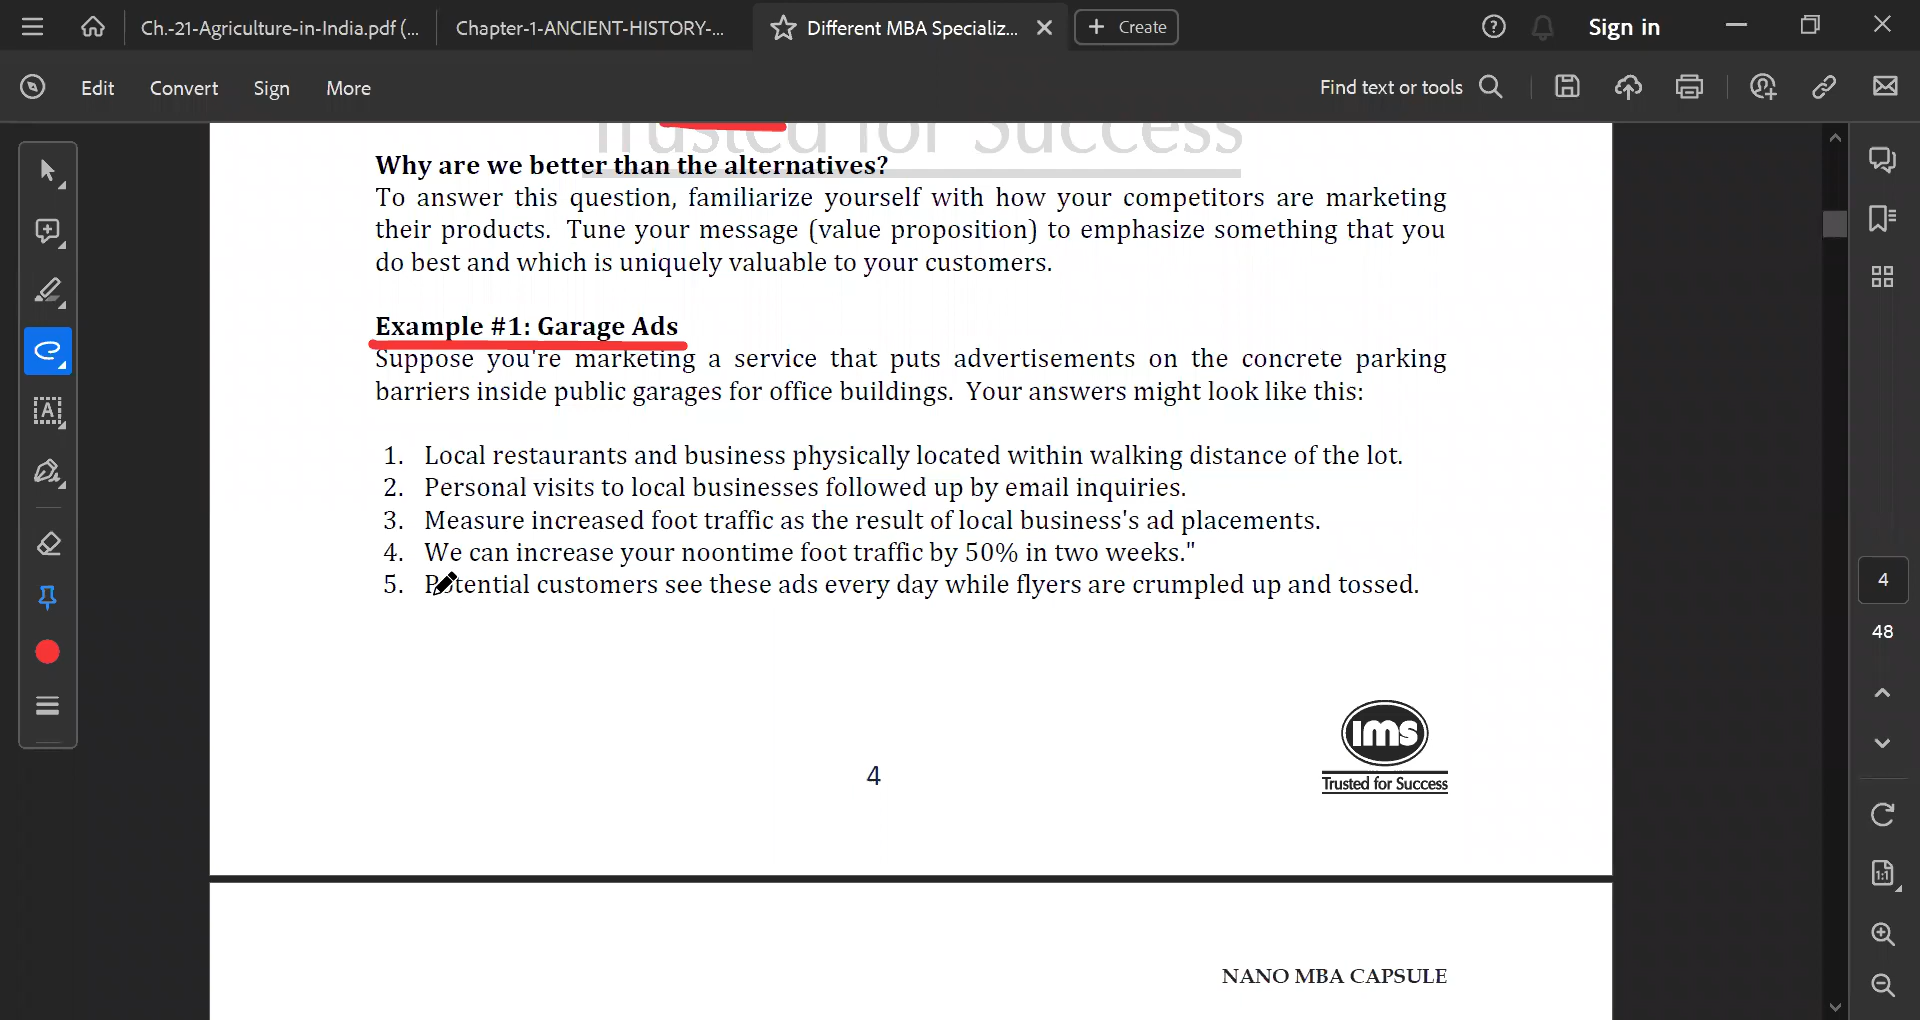 Ch.-21-Agriculture-in-India.pdf (...
Chapter-1-ANCIENT-HISTORY-...
Different MBA Specializ...
Create
Sign in
Edit
Convert
Sign
More
Find text or tools
Trusted for Success
Why are we better than the alternatives?
To answer this question, familiarize yourself with how your competitors are marketing
their products. Tune your message (value proposition) to emphasize something that you
do best and which is uniquely valuable to your customers.
Example #1: Garage Ads
Suppose you're marketing a service that puts advertisements on the concrete parking
barriers inside public garages for office buildings. Your answers might look like this:
1. Local restaurants and business physically located within walking distance of the lot.
2. Personal visits to local businesses followed up by email inquiries.
3. Measure increased foot traffic as the result of local business's ad placements.
4. We can increase your noontime foot traffic by 50% in two weeks."
5. Potential customers see these ads every day while flyers are crumpled up and tossed.
4
48
ims
Trusted for Success
4
1:1
NANO MBA CAPSULE